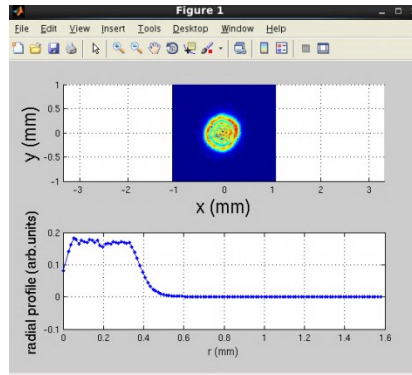 Figure 1
File Edit View Insert Tools Desktop Window Help
1
0.5
0
-0.5
-1
y (mm)
-3 -2 -1 0 1 2 3
x (mm)
0.2
0.1
0
-0.1
radial profile (arb.units)
0 0.2 0.4 0.6 0.8 1 1.2 1.4 1.6
r (mm)